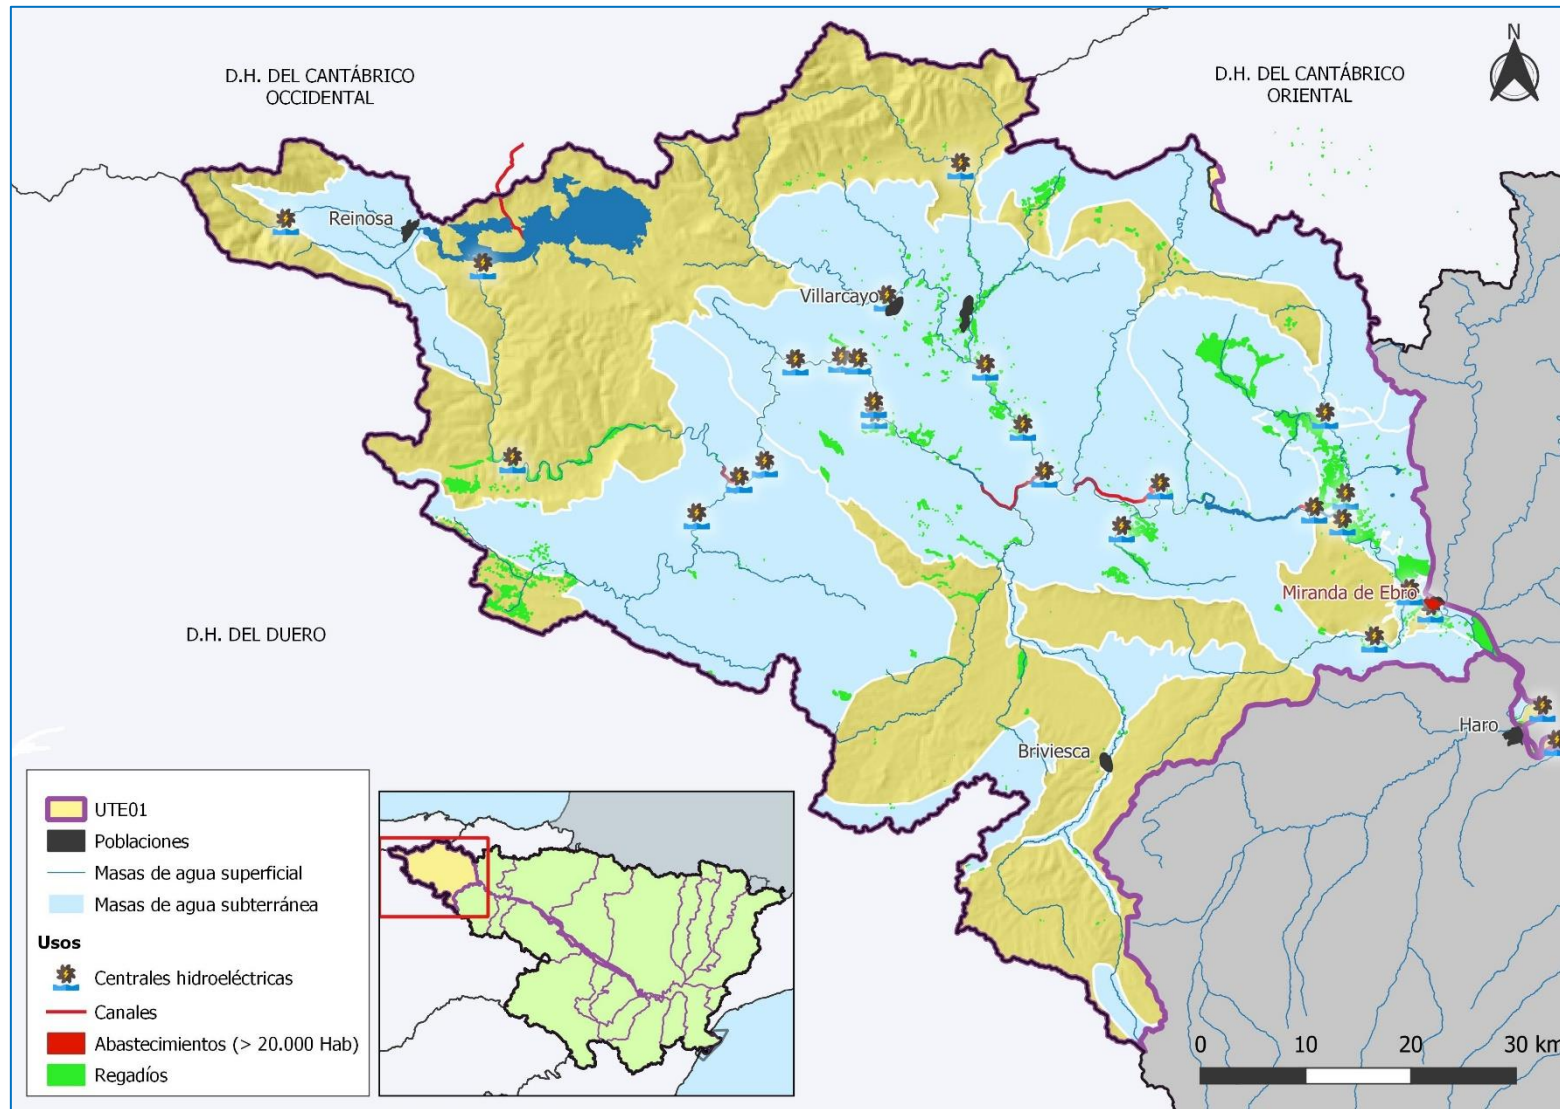 D.H. DEL CANTÁBRICO
OCCIDENTAL
D.H. DEL CANTÁBRICO
ORIENTAL
N
Reinosa
Villarcayo
Miranda de Ebro
D.H. DEL DUERO
Haro
Briviesca
UTE01
Poblaciones
Masas de agua superficial
Masas de agua subterránea
Usos
Centrales hidroeléctricas
Canales
Abastecimientos (> 20.000 Hab)
Regadíos
0 10 20 30 km